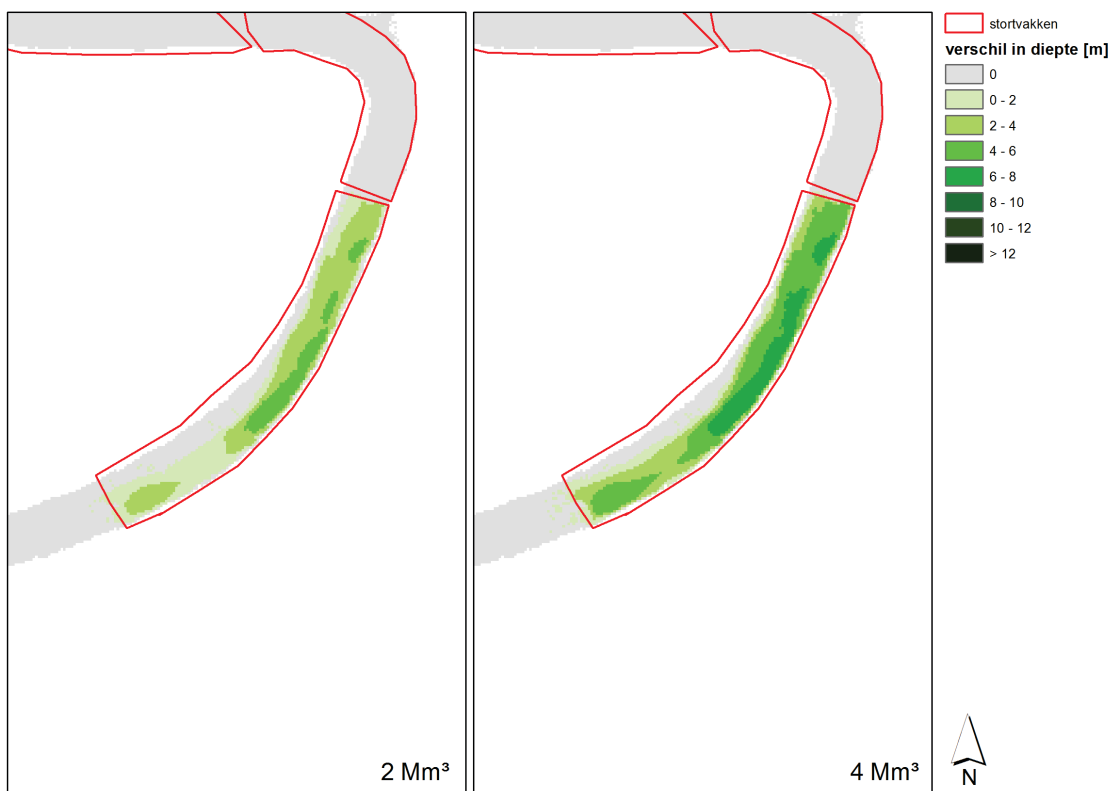 stortvakken
verschil in diepte [m]
0
0 - 2
2 - 4
4 - 6
6 - 8
8 - 10
10 - 12
> 12
2 Mm³
4 Mm³
N